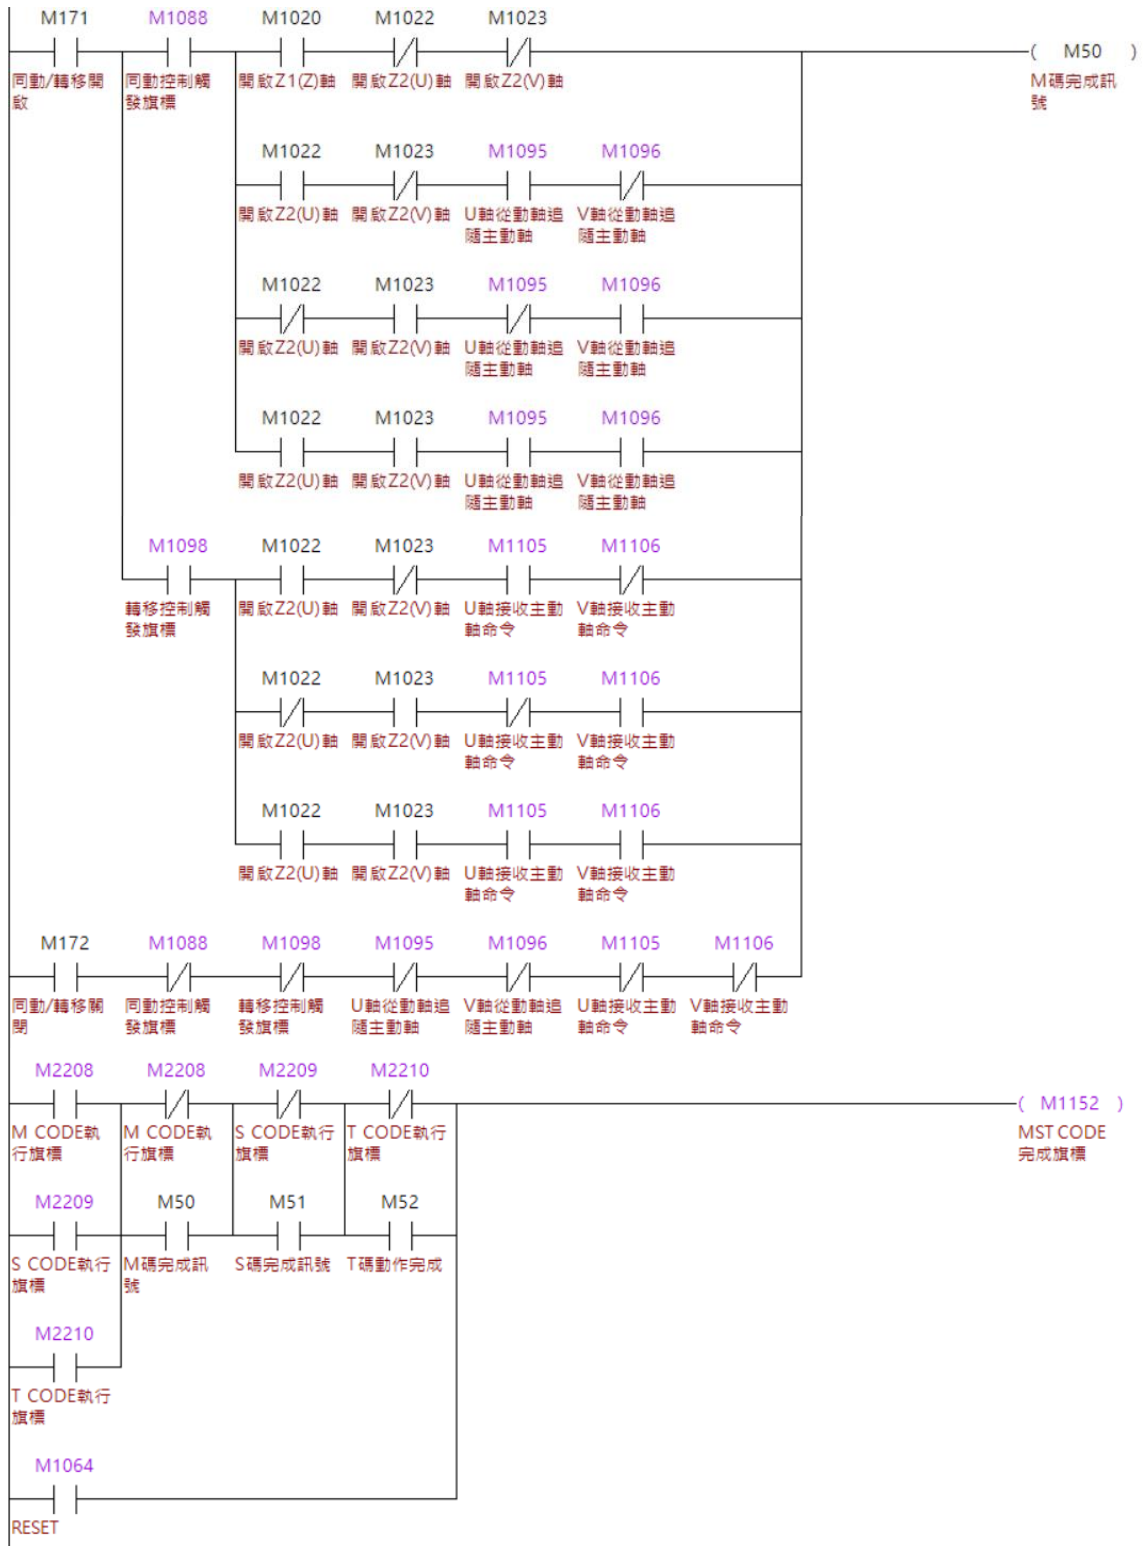 M171 M1088 M1020 M1022 M1023
( M50 )
同動/轉移開 同動控制觸 開啟Z1(Z)軸 開啟Z2(U)軸 開啟Z2(V)軸 M碼完成訊
啟 發旗標 號
M1022 M1023 M1095 M1096
開啟Z2(U)軸 開啟Z2(V)軸 U軸從動軸追 V軸從動軸追
隨主動軸 隨主動軸
M1022 M1023 M1095 M1096
開啟Z2(U)軸 開啟Z2(V)軸 U軸從動軸追 V軸從動軸追
隨主動軸 隨主動軸
M1022 M1023 M1095 M1096
開啟Z2(U)軸 開啟Z2(V)軸 U軸從動軸追 V軸從動軸追
隨主動軸 隨主動軸
M1098 M1022 M1023 M1105 M1106
轉移控制觸 開啟Z2(U)軸 開啟Z2(V)軸 U軸接收主動 V軸接收主動
發旗標 軸命令 軸命令
M1022 M1023 M1105 M1106
開啟Z2(U)軸 開啟Z2(V)軸 U軸接收主動 V軸接收主動
軸命令 軸命令
M1022 M1023 M1105 M1106
開啟Z2(U)軸 開啟Z2(V)軸 U軸接收主動 V軸接收主動
軸命令 軸命令
M172 M1088 M1098 M1095 M1096 M1105 M1106
同動/轉移關 同動控制觸 轉移控制觸 U軸從動軸追 V軸從動軸追 U軸接收主動 V軸接收主動
閉 發旗標 發旗標 隨主動軸 隨主動軸 軸命令 軸命令
M2208 M2208 M2209 M2210
( M1152 )
M CODE執 M CODE執 S CODE執行 T CODE執行 MST CODE
行旗標 行旗標 旗標 旗標 完成旗標
M2209 M50 M51 M52
S CODE執行 M碼完成訊 S碼完成訊號 T碼動作完成
旗標 號
M2210
T CODE執行
旗標
M1064
RESET